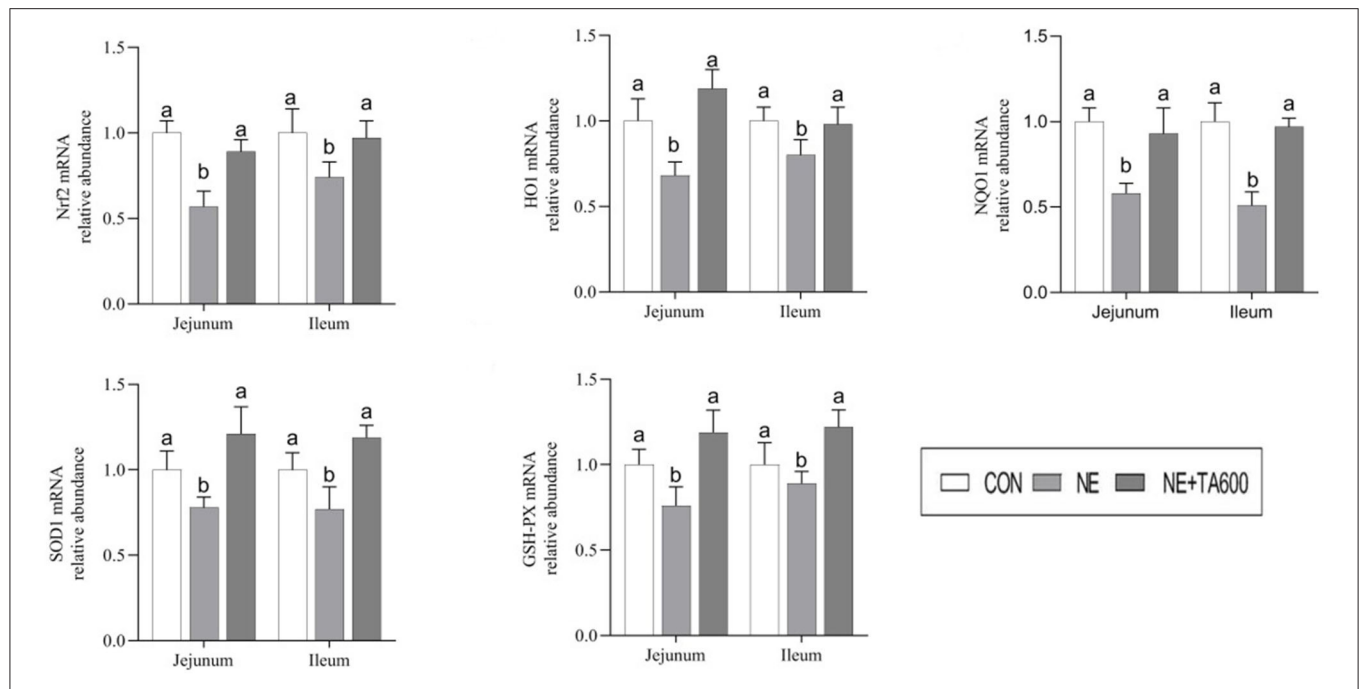 Nrf2 mRNA
relative abundance
1.5
1.0
0.5
0.0
a
b
a
a
b
a
Jejunum
Ileum
HO1 mRNA
relative abundance
1.5
1.0
0.5
0.0
a
b
a
a
b
a
Jejunum
Ileum
NQO1 mRNA
relative abundance
1.5
1.0
0.5
0.0
a
b
a
a
b
a
Jejunum
Ileum
SOD1 mRNA
relative abundance
1.5
1.0
0.5
0.0
a
b
a
a
b
a
Jejunum
Ileum
GSH-PX mRNA
relative abundance
1.5
1.0
0.5
0.0
a
b
a
a
b
a
Jejunum
Ileum
CON NE NE+TA600